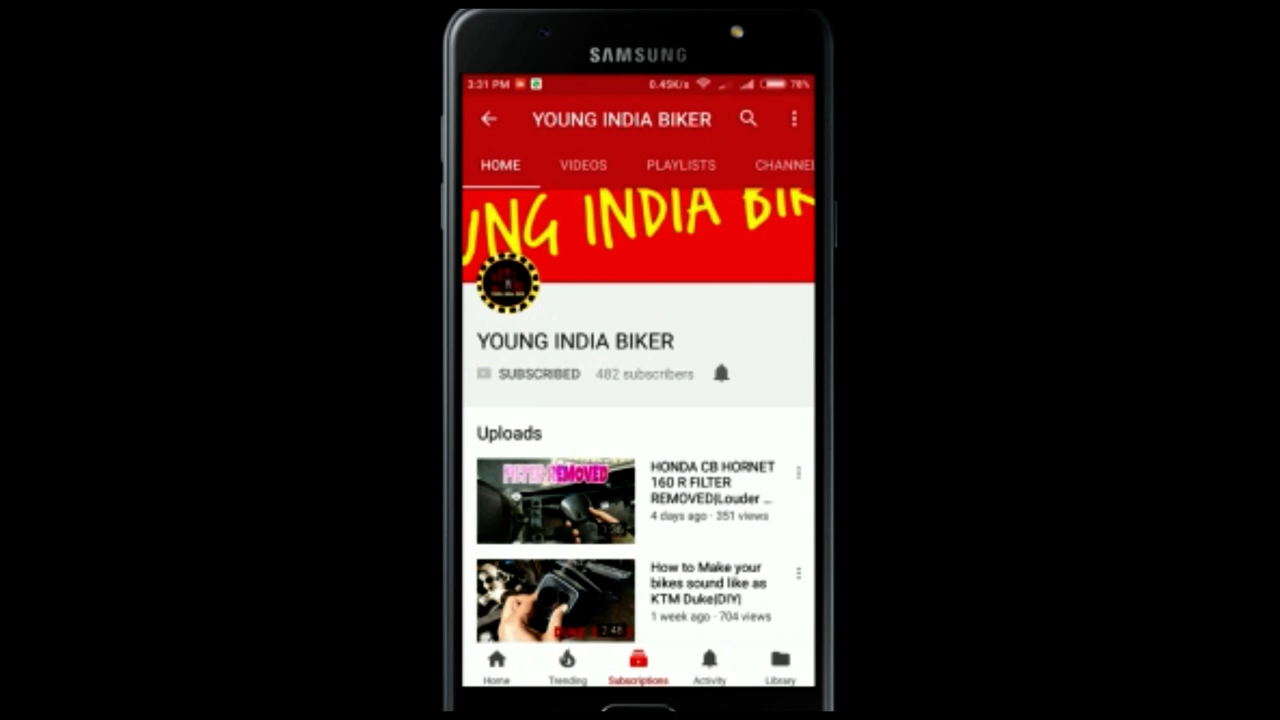 SAMSUNG
3:31 PM 0.45K/s 78%
YOUNG INDIA BIKER
HOME VIDEOS PLAYLISTS CHANNEL
UNG INDIA BIK
YOUNG INDIA BIKER
SUBSCRIBED 482 subscribers
Uploads
FILTER REMOVED
HONDA CB HORNET
160 R FILTER
REMOVED|Louder ...
4 days ago · 351 views
How to Make your
bikes sound like as
KTM Duke|DIY|
1 week ago · 704 views
2:46
Home Trending Subscriptions Activity Library